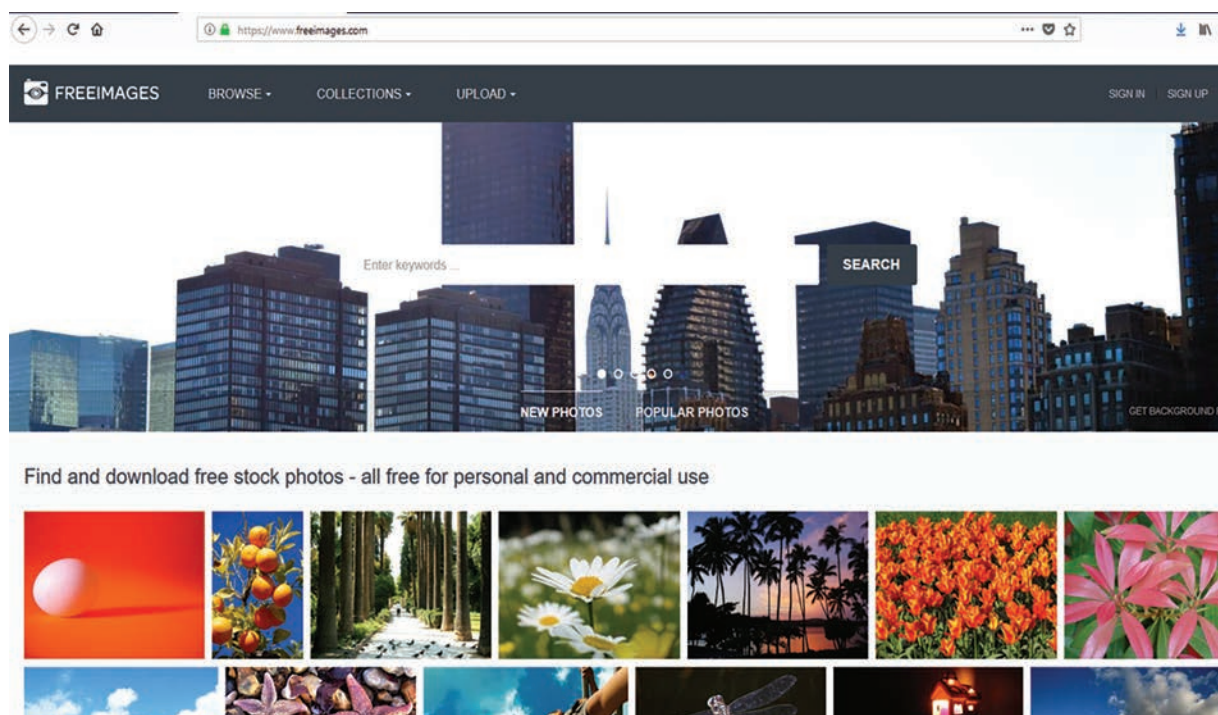 https://www.freeimages.com
FREEIMAGES BROWSE COLLECTIONS UPLOAD SIGN IN SIGN UP
Enter keywords ... SEARCH
NEW PHOTOS POPULAR PHOTOS
GET BACKGROUND
Find and download free stock photos - all free for personal and commercial use